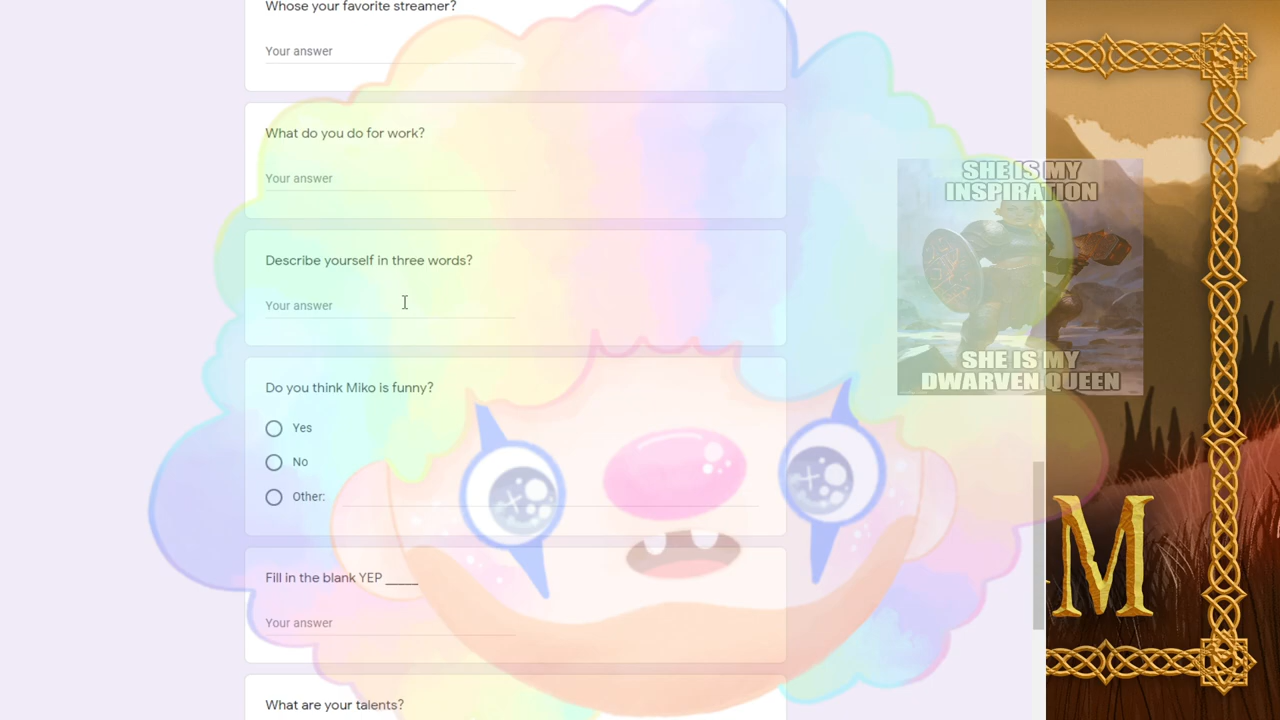 Whose your favorite streamer?
Your answer
What do you do for work?
Your answer
Describe yourself in three words?
Your answer
Do you think Miko is funny?
Yes
No
Other:
Fill in the blank YEP _____
Your answer
What are your talents?
SHE IS MY
INSPIRATION
SHE IS MY
DWARVEN QUEEN
M